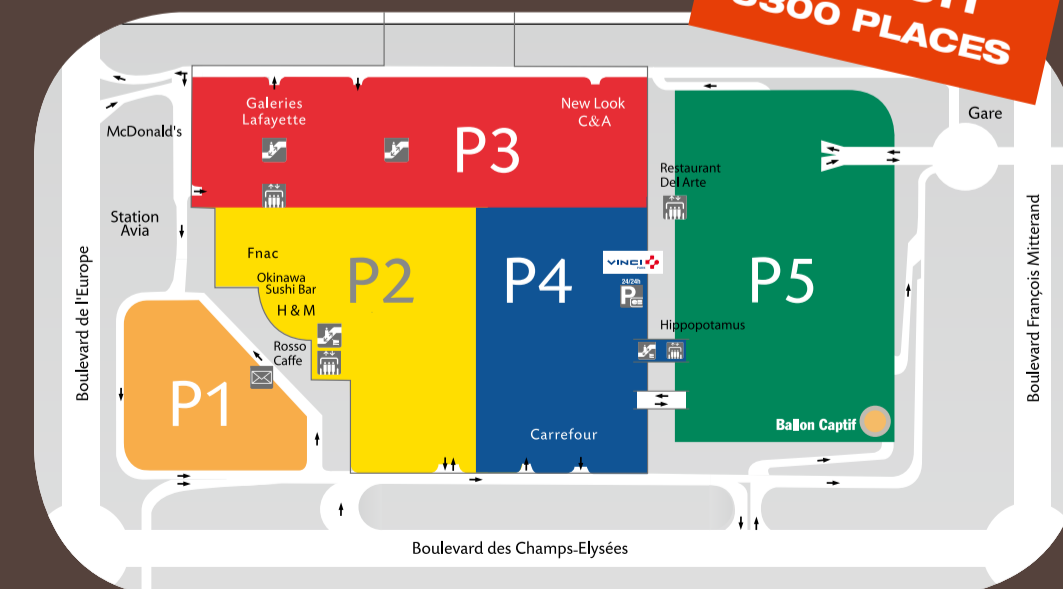 3300 PLACES
Galeries
Lafayette
New Look
C&A
P3
McDonald's
Gare
Restaurant
Del Arte
Station
Avia
Fnac
Okinawa
Sushi Bar
H & M
P2
P4
VINCI
PARK
24/24h
P
P5
Boulevard de l'Europe
Boulevard François Mitterand
Rosso
Caffe
Hippopotamus
P1
Carrefour
Ballon Captif
Boulevard des Champs-Elysées